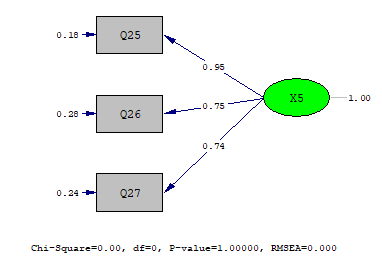 0.18
Q25
0.95
0.28
Q26
0.75
X5
1.00
0.74
0.24
Q27
Chi-Square=0.00, df=0, P-value=1.00000, RMSEA=0.000